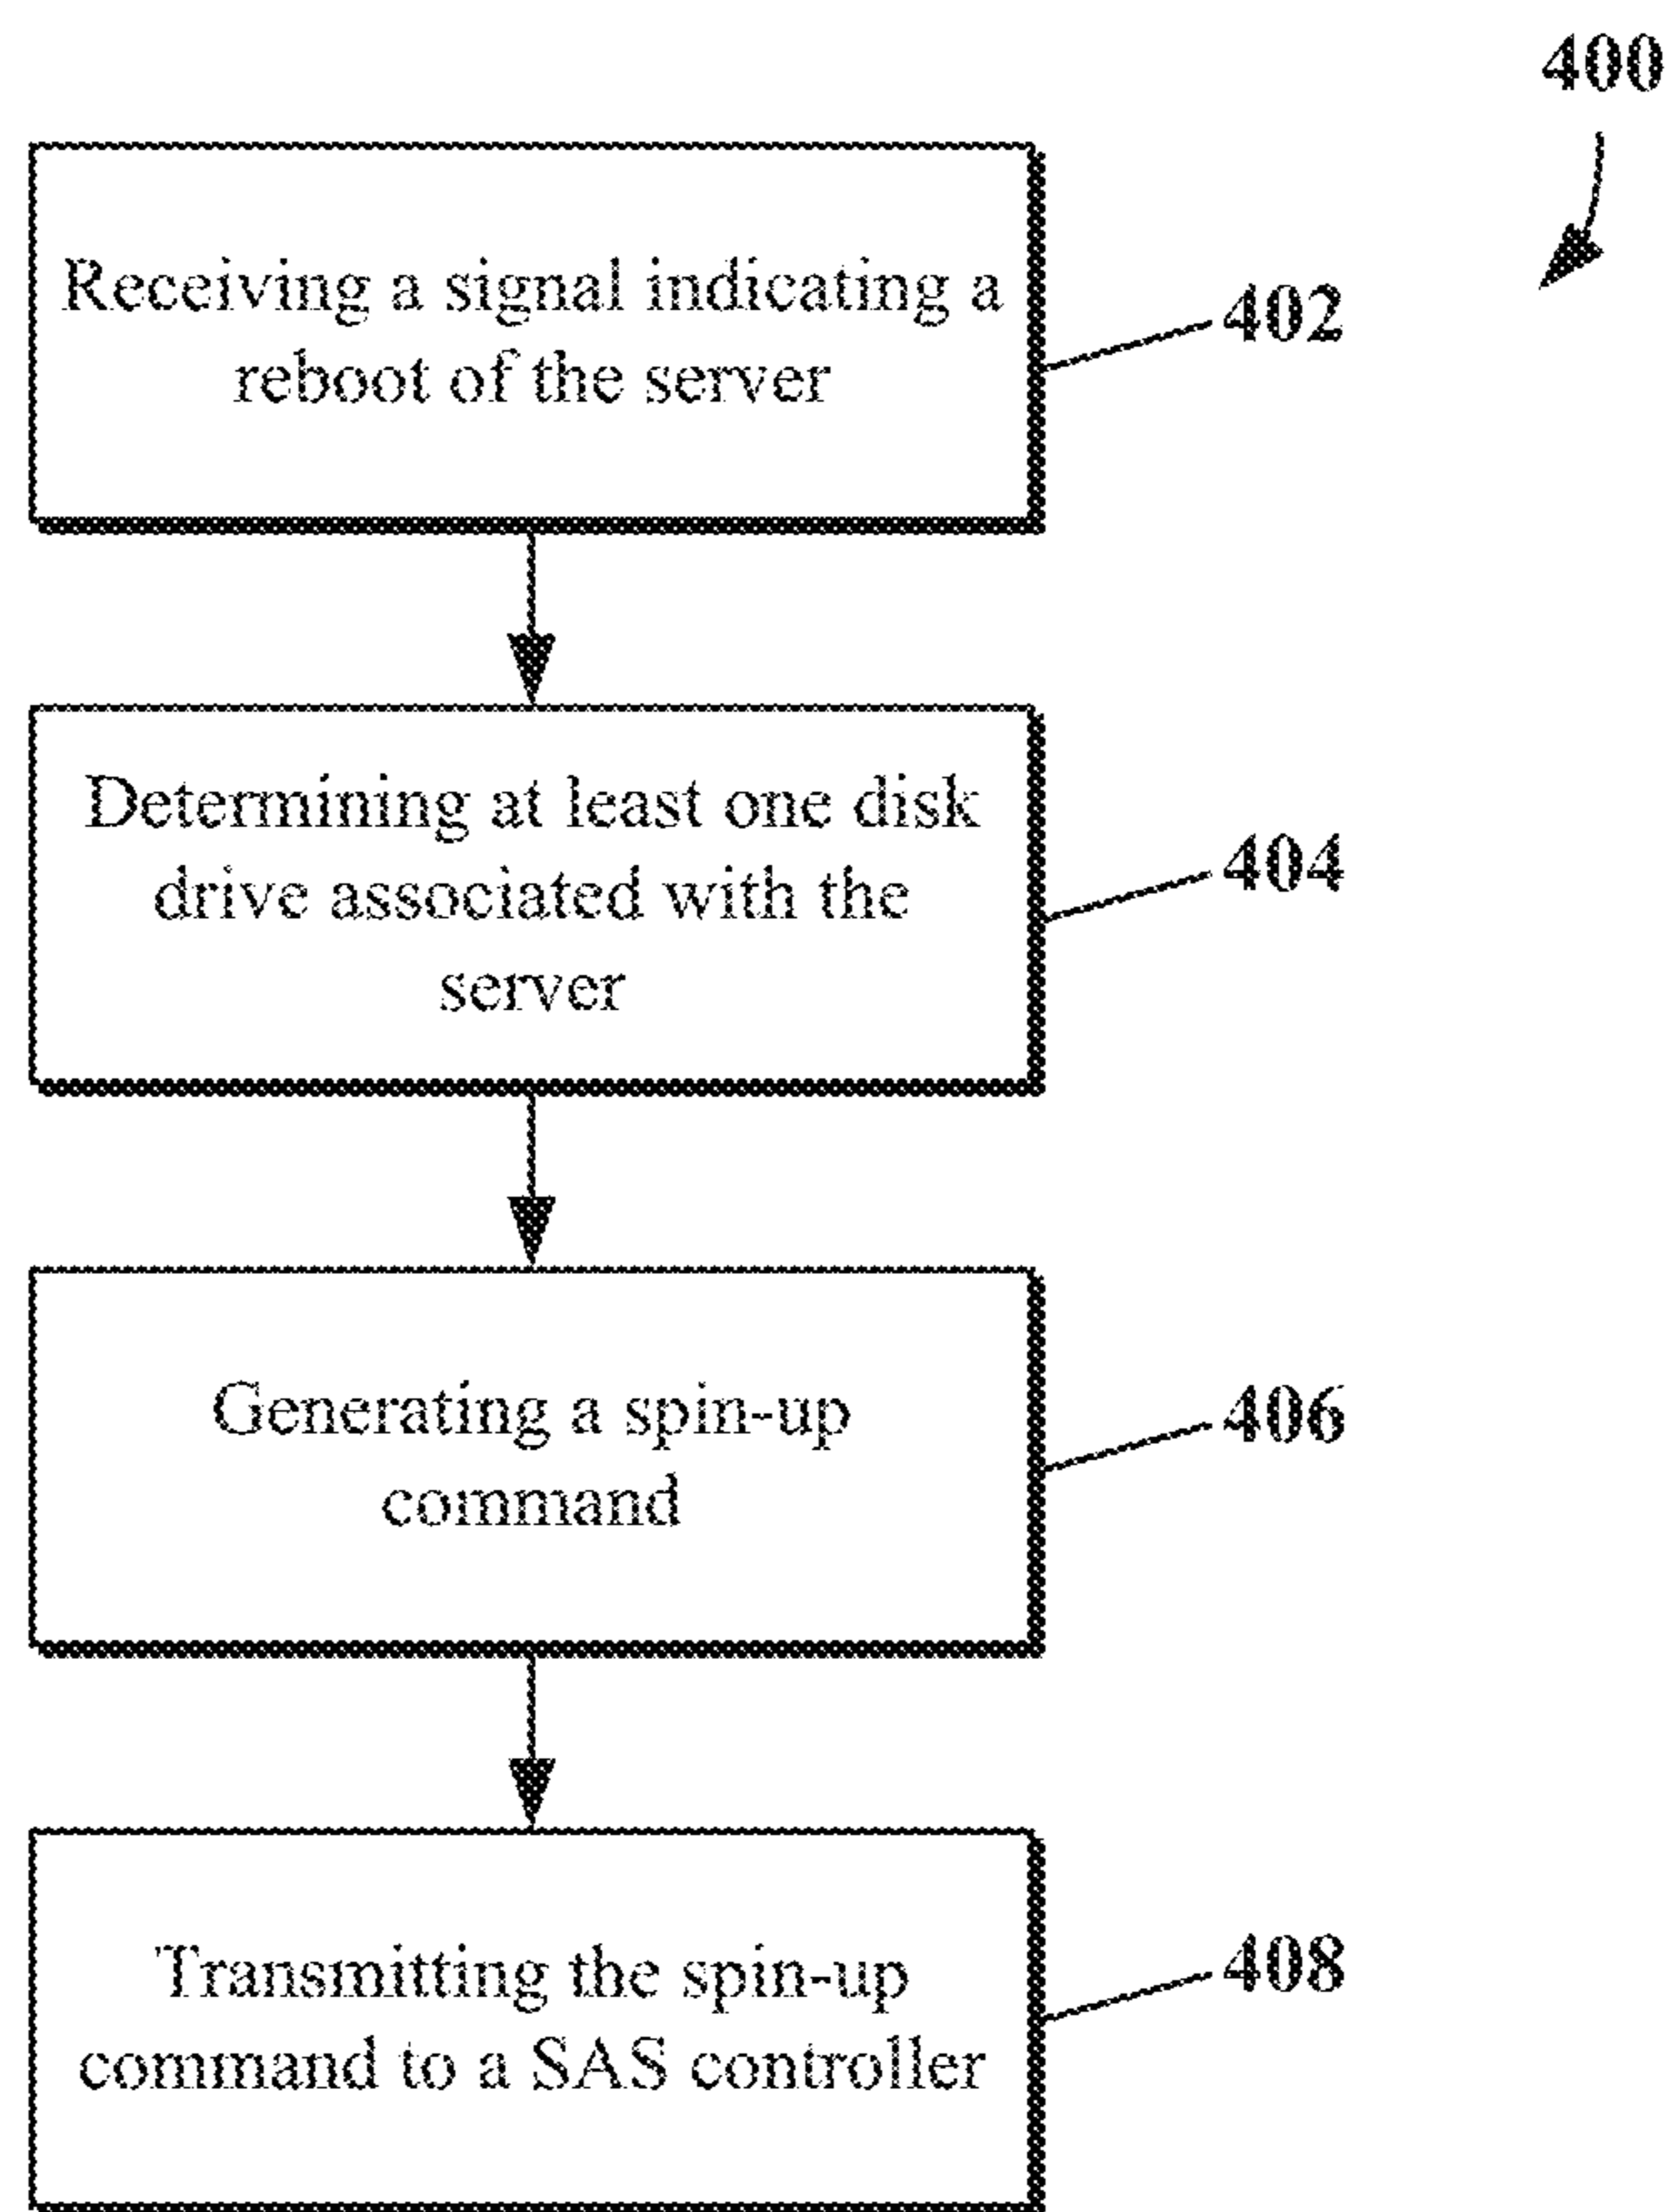 400
Receiving a signal indicating a
reboot of the server
402
Determining at least one disk
drive associated with the
server
404
Generating a spin-up
command
406
Transmitting the spin-up
command to a SAS controller
408